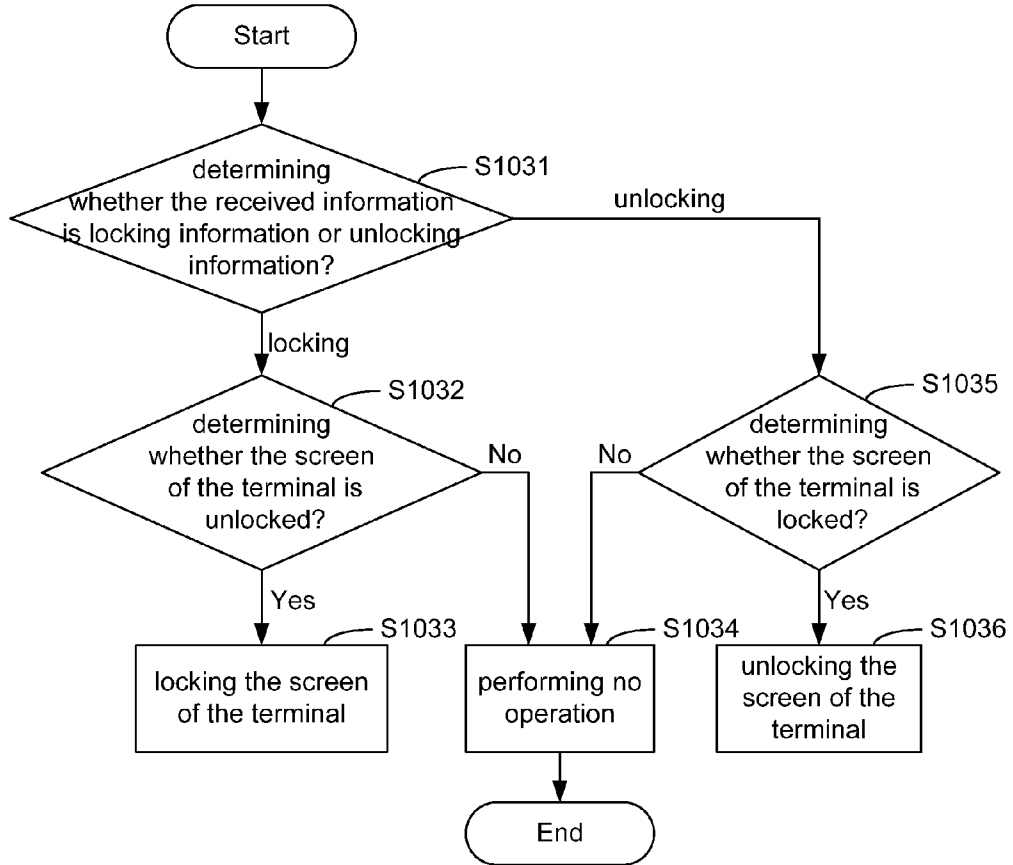 Start
S1031
determining
whether the received information
is locking information or unlocking
information?
unlocking
locking
S1032
determining
whether the screen
of the terminal is
unlocked?
No
Yes
S1035
determining
whether the screen
of the terminal is
locked?
No
Yes
S1033
locking the screen
of the terminal
S1034
performing no
operation
S1036
unlocking the
screen of the
terminal
End